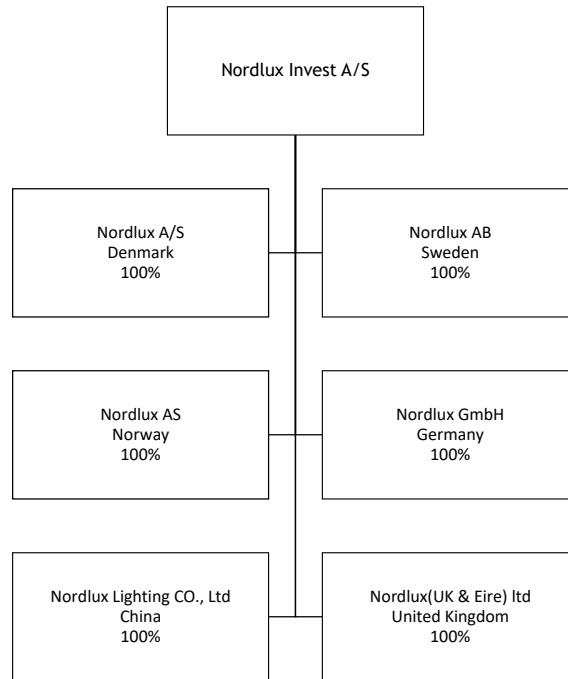 Nordlux Invest A/S
Nordlux A/S
Denmark
100%
Nordlux AB
Sweden
100%
Nordlux AS
Norway
100%
Nordlux GmbH
Germany
100%
Nordlux Lighting CO., Ltd
China
100%
Nordlux(UK & Eire) ltd
United Kingdom
100%